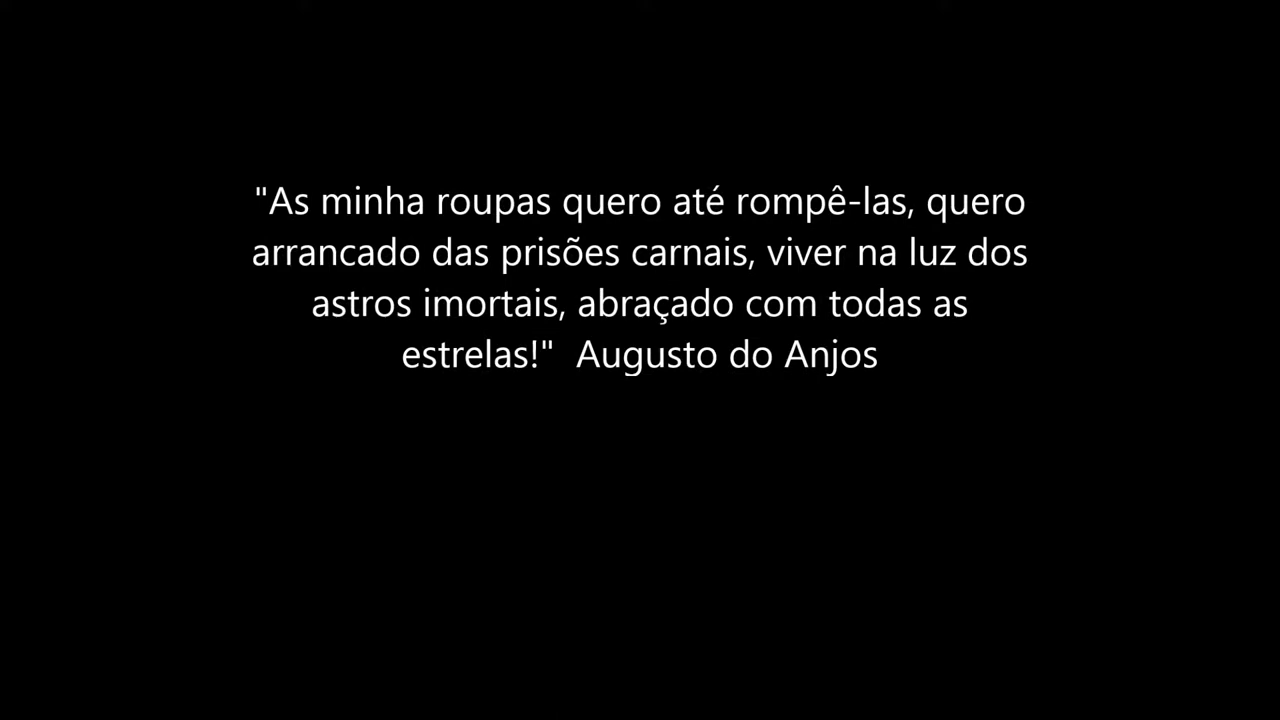 "As minha roupas quero até rompê-las, quero
arrancado das prisões carnais, viver na luz dos
astros imortais, abraçado com todas as
estrelas!"  Augusto do Anjos